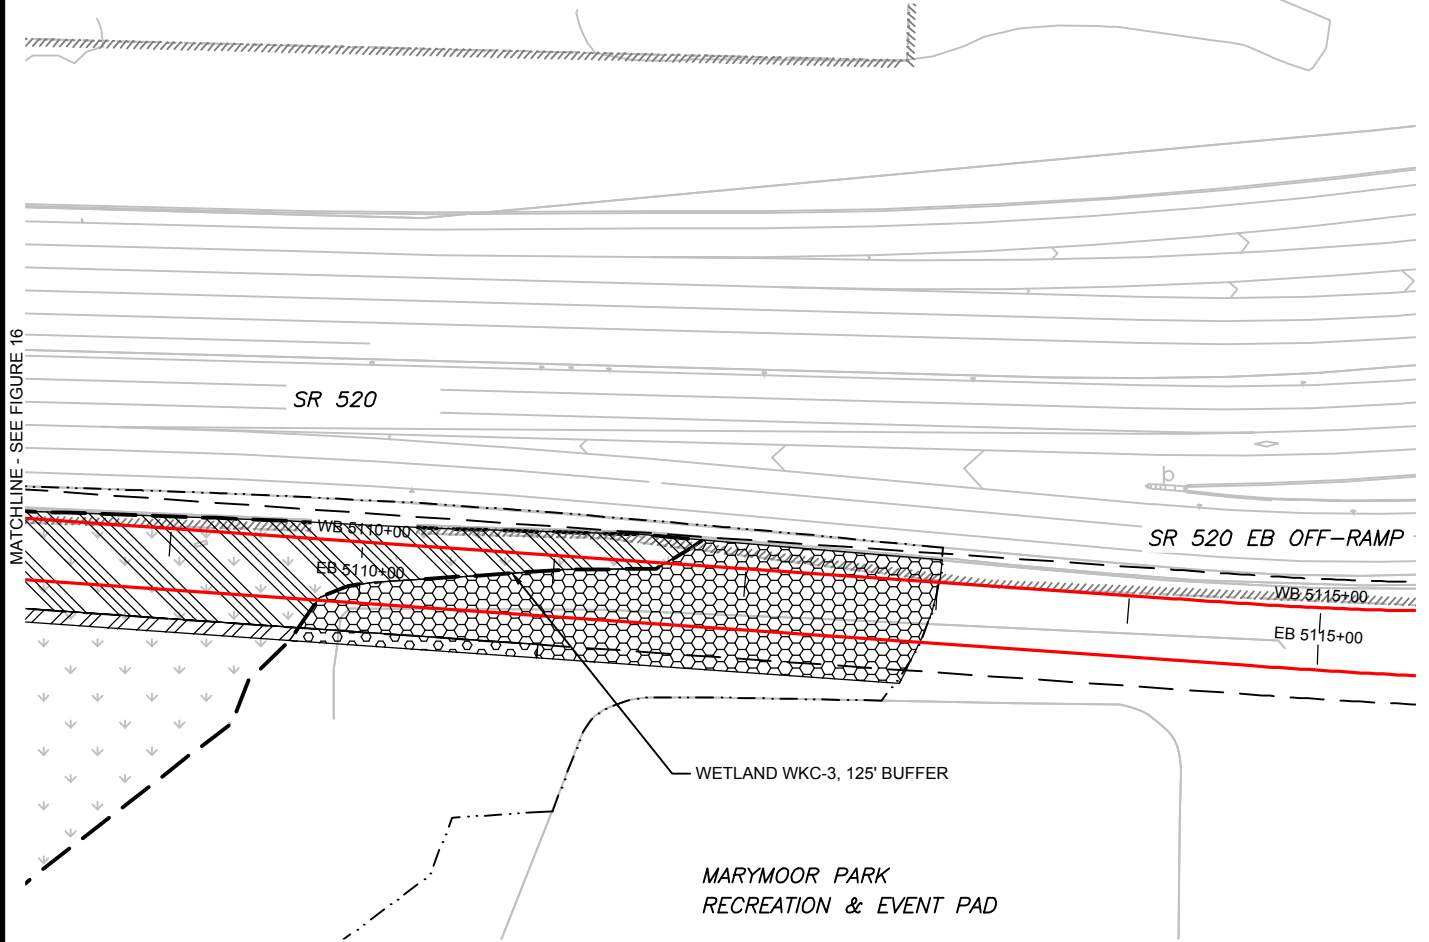 MATCHLINE - SEE FIGURE 16
SR 520
WB 5110+00
EB 5110+00
SR 520 EB OFF-RAMP
WB 5115+00
EB 5115+00
WETLAND WKC-3, 125' BUFFER
MARYMOOR PARK
RECREATION & EVENT PAD